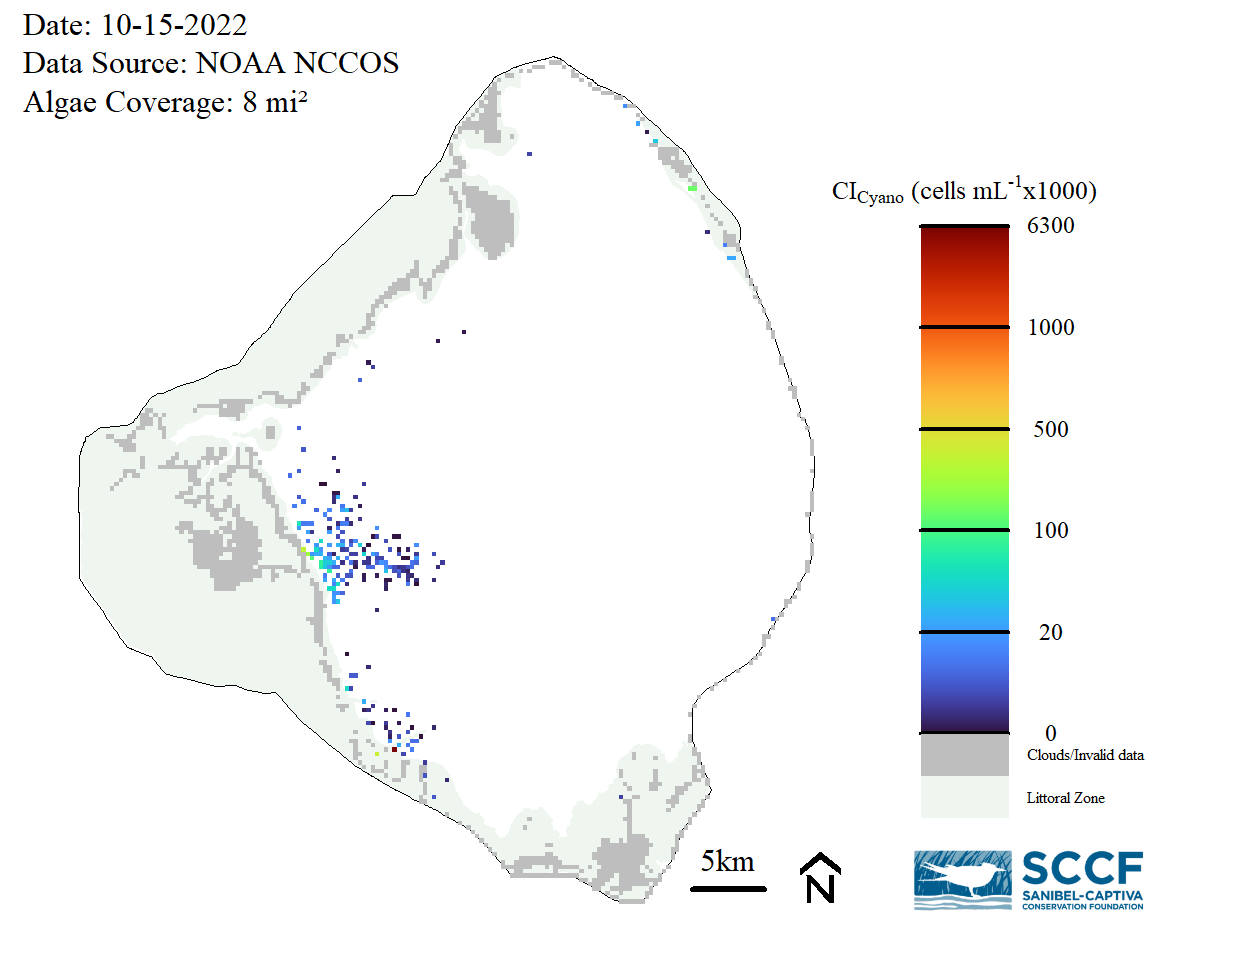 Date: 10-15-2022
Data Source: NOAA NCCOS
Algae Coverage: 8 mi²
CICyano (cells mL-1x1000)
6300
1000
500
100
20
0
Clouds/Invalid data
Littoral Zone
5km
N
SCCF
SANIBEL-CAPTIVA
CONSERVATION FOUNDATION